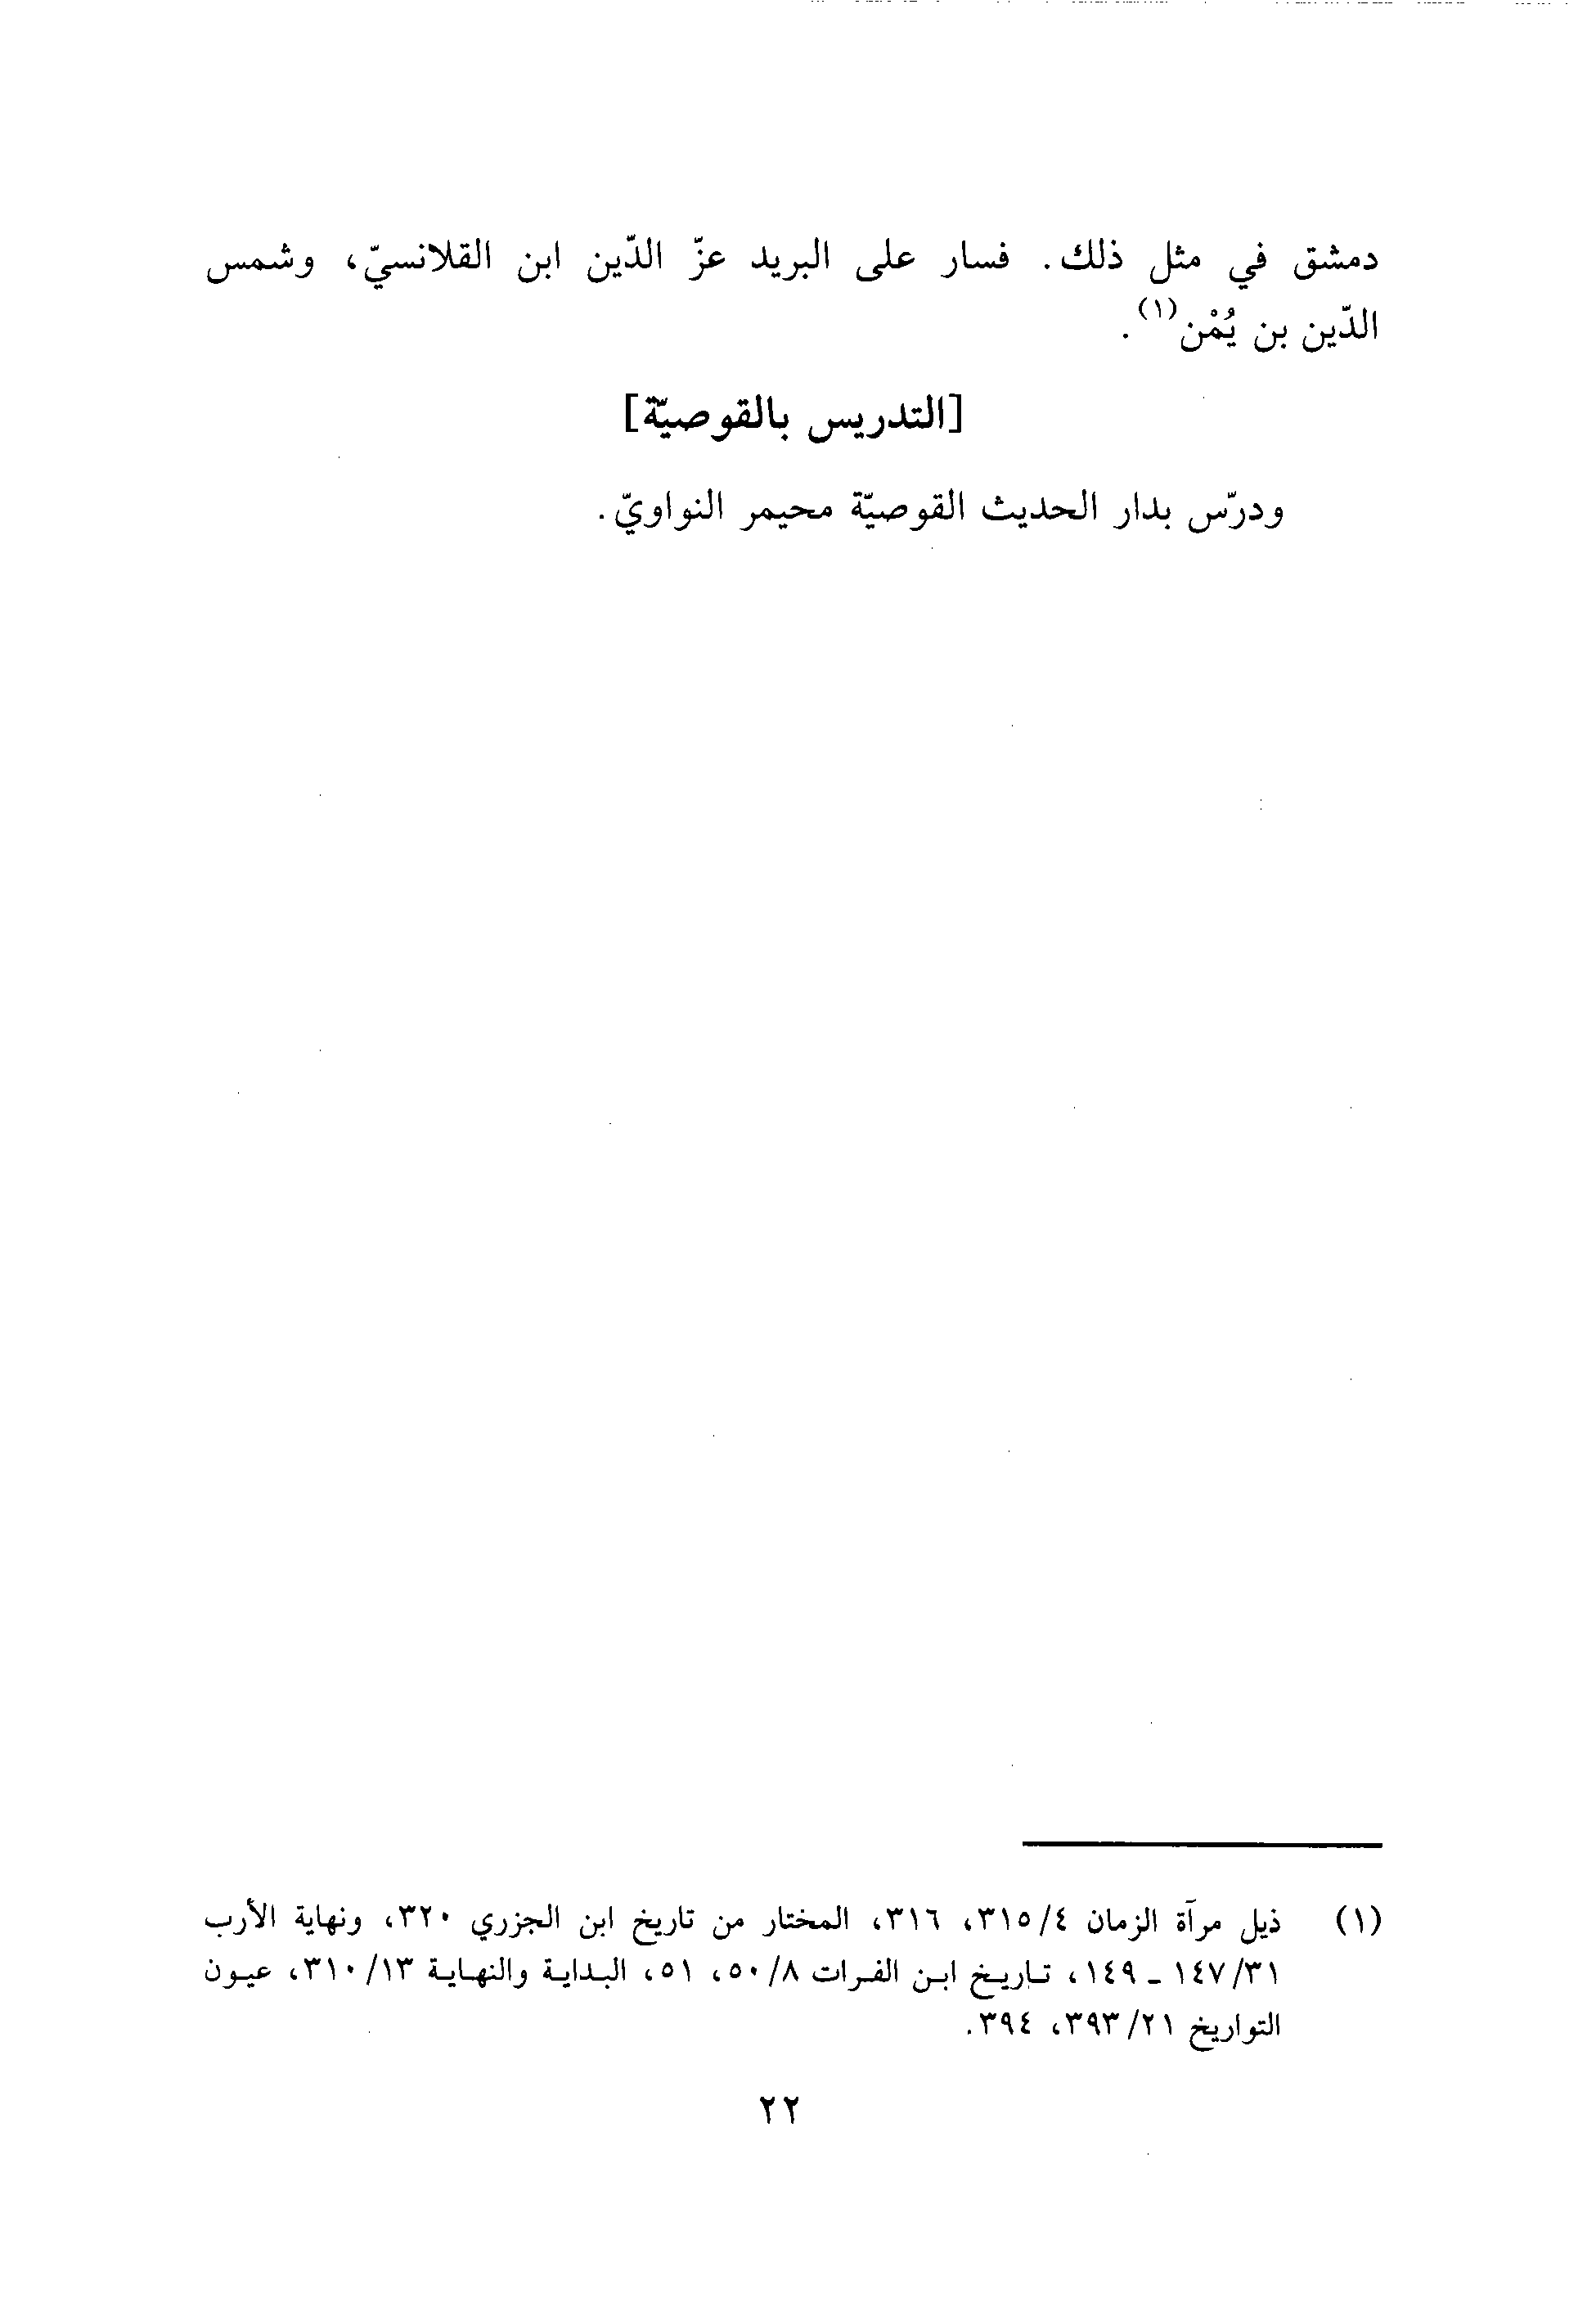 دمشق في مثل ذلك. فسار على البريد عزّ الدّين ابن القلانسيّ، وشمس
الدّين بن يُمْن(١).
[التدريس بالقوصيّة]
ودرّس بدار الحديث القوصيّة محيمر النواويّ.
(١) ذيل مرآة الزمان ٣١٥/٤، ٣١٦، المختار من تاريخ ابن الجزري ٣٢٠، ونهاية الأرب
١٤٧/٣١ ـ ١٤٩، تاريخ ابن الفرات ٥٠/٨، ٥١، البداية والنهاية ٣١٠/١٣، عيون
التواريخ ٣٩٣/٢١، ٣٩٤.
٢٢